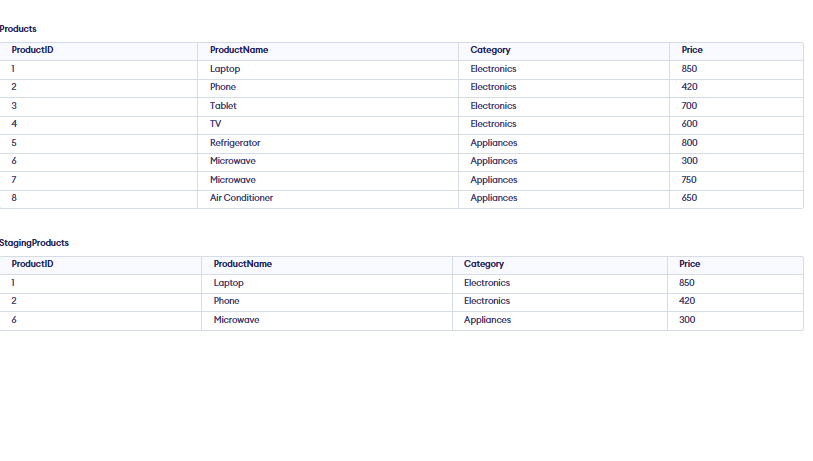 Products
ProductID ProductName Category Price
1 Laptop Electronics 850
2 Phone Electronics 420
3 Tablet Electronics 700
4 TV Electronics 600
5 Refrigerator Appliances 800
6 Microwave Appliances 300
7 Microwave Appliances 750
8 Air Conditioner Appliances 650
StagingProducts
ProductID ProductName Category Price
1 Laptop Electronics 850
2 Phone Electronics 420
6 Microwave Appliances 300